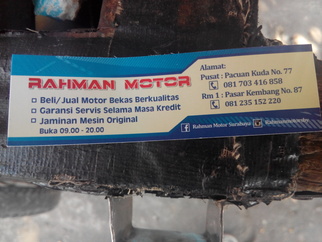 RAHMAN MOTOR
Beli/Jual Motor Bekas Berkualitas
Garansi Servis Selama Masa Kredit
Jaminan Mesin Original
Buka 09.00 - 20.00
Alamat:
Pusat : Pacuan Kuda No. 77
081 703 416 858
Rm 1 : Pasar Kembang No. 87
081 235 152 220
Rahman Motor Surabaya